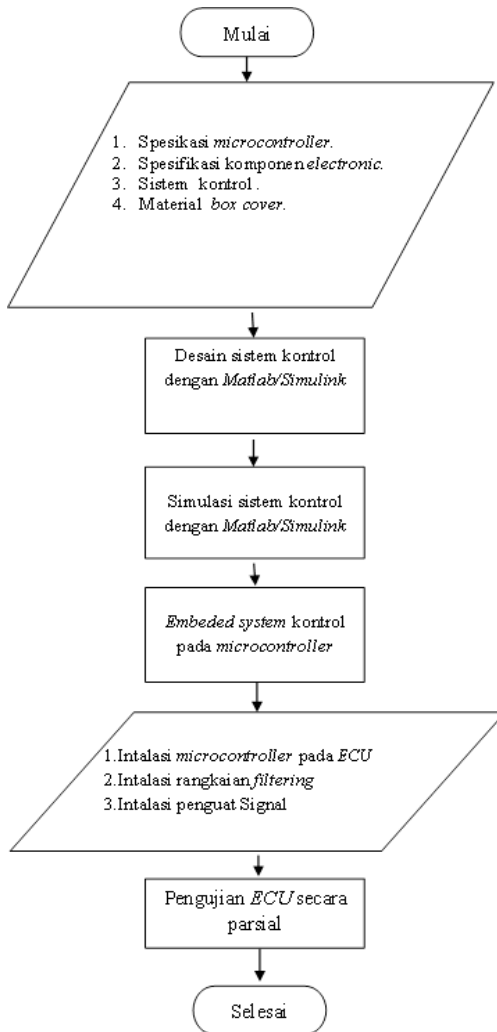 Mulai
1. Spesikasi microcontroller.
2. Spesifikasi komponen electronic.
3. Sistem kontrol .
4. Material box cover.
Desain sistem kontrol
dengan Matlab/Simulink
Simulasi sistem kontrol
dengan Matlab/Simulink
Embeded system kontrol
pada microcontroller
1.Intalasi microcontroller pada ECU
2.Intalasi rangkaian filtering
3.Intalasi penguat Signal
Pengujian ECU secara
parsial
Selesai